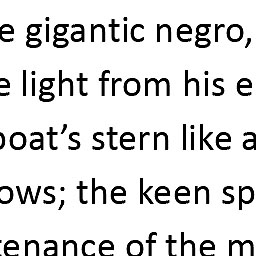 e gigantic negro,
e light from his e
boat’s stern like a
ows; the keen sp
tenance of the m